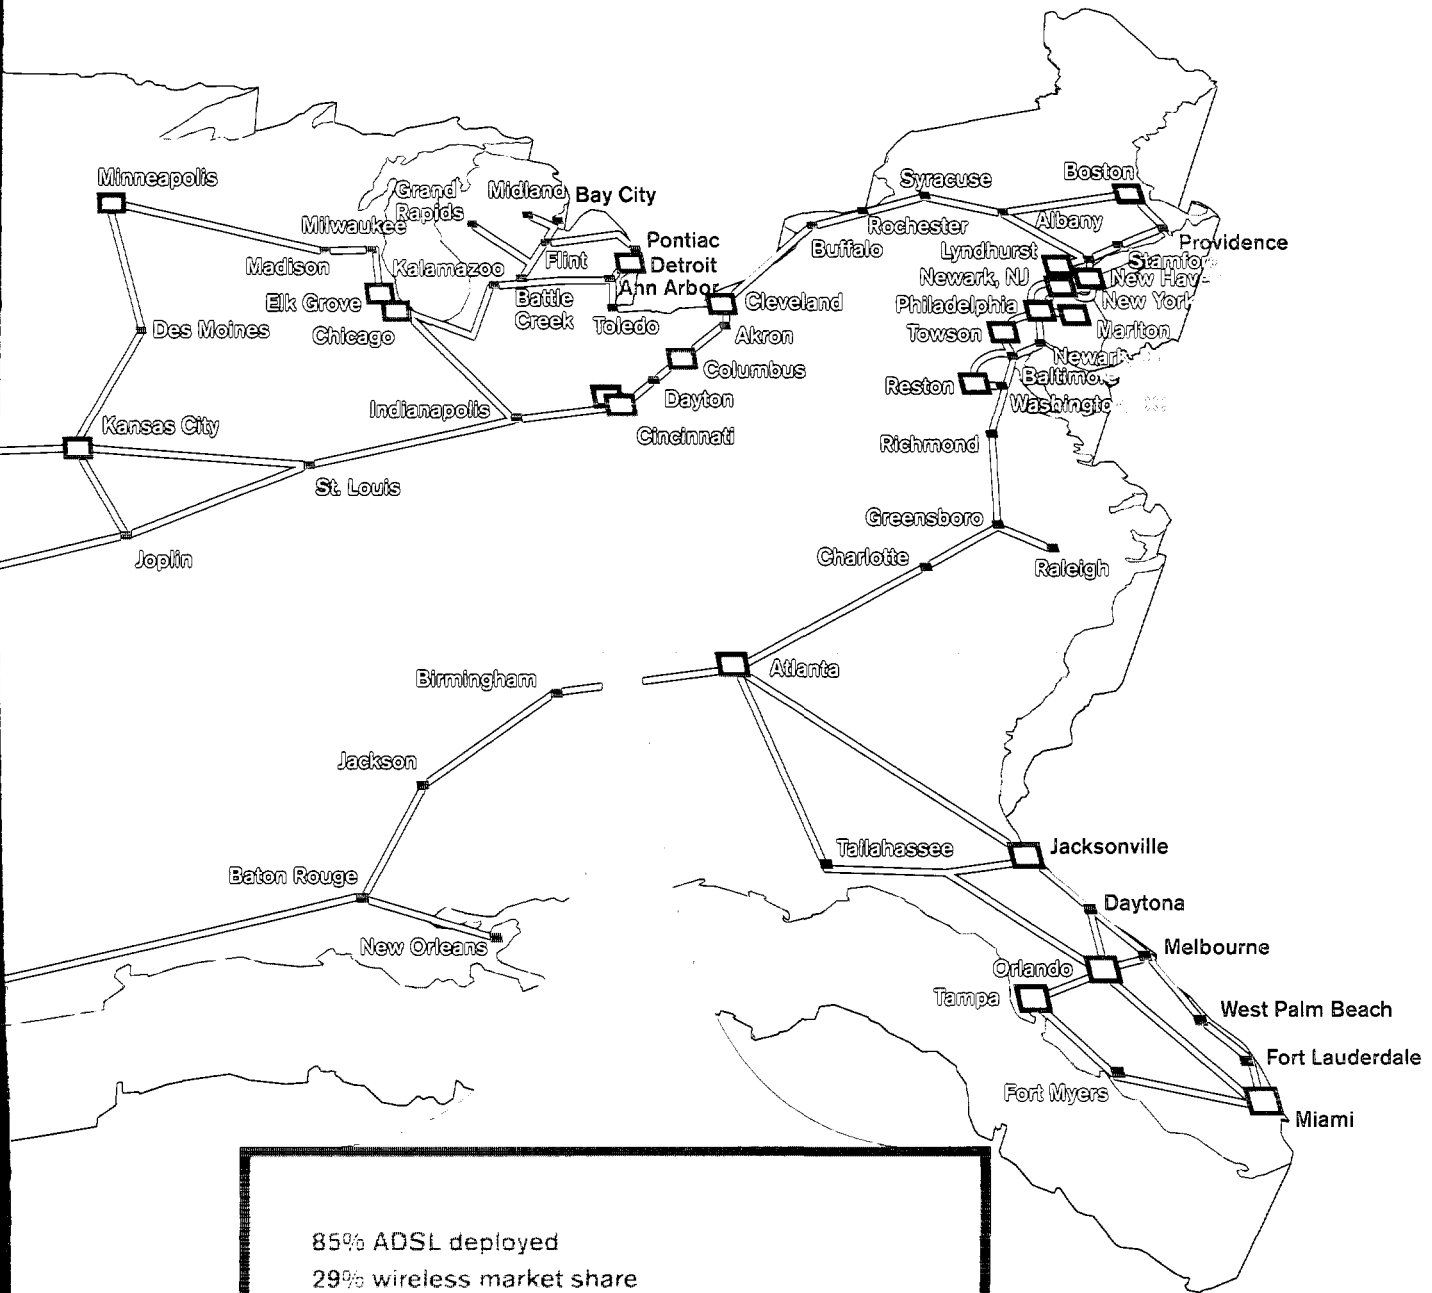 Minneapolis
Grand
Rapids
Midland
Bay City
Milwaukee
Madison
Kalamazoo
Flint
Pontiac
Detroit
Ann Arbor
Elk Grove
Chicago
Battle
Creek
Toledo
Cleveland
Akron
Columbus
Dayton
Cincinnati
Indianapolis
Des Moines
Kansas City
St. Louis
Joplin
Buffalo
Rochester
Syracuse
Albany
Boston
Providence
Lyndhurst
Newark, NJ
New York
Philadelphia
Marlton
Towson
Reston
Richmond
Greensboro
Raleigh
Charlotte
Atlanta
Birmingham
Jackson
Baton Rouge
New Orleans
Tallahassee
Jacksonville
Daytona
Melbourne
Orlando
Tampa
West Palm Beach
Fort Lauderdale
Fort Myers
Miami
85% ADSL deployed
29% wireless market share